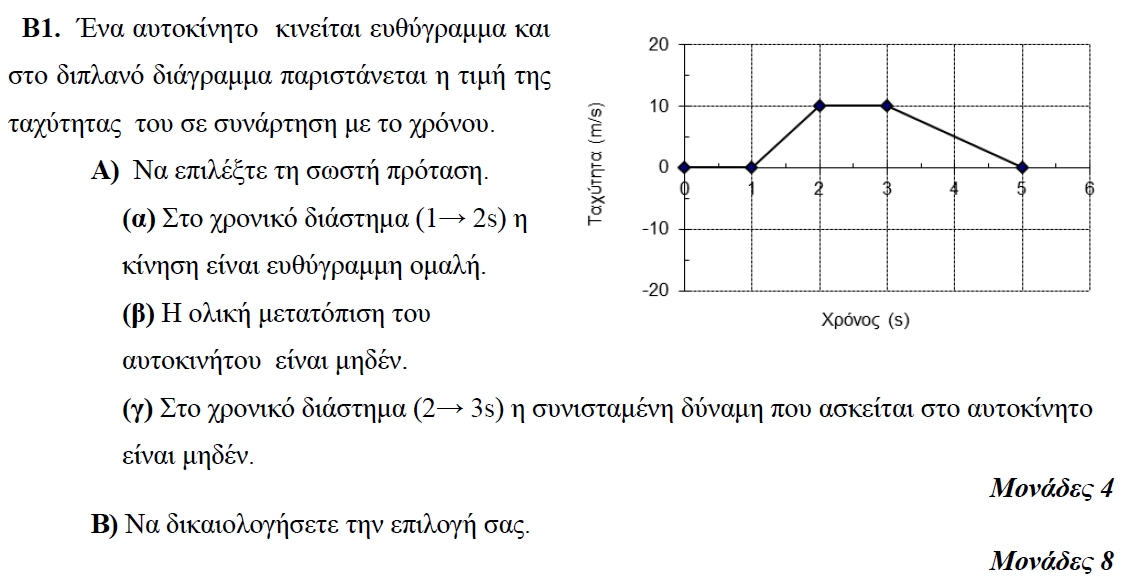 Β1. Ένα αυτοκίνητο κινείται ευθύγραμμα και
στο διπλανό διάγραμμα παριστάνεται η τιμή της
ταχύτητας του σε συνάρτηση με το χρόνου.
Α) Να επιλέξτε τη σωστή πρόταση.
(α) Στο χρονικό διάστημα (1→ 2s) η
κίνηση είναι ευθύγραμμη ομαλή.
(β) Η ολική μετατόπιση του
αυτοκινήτου είναι μηδέν.
(γ) Στο χρονικό διάστημα (2→ 3s) η συνισταμένη δύναμη που ασκείται στο αυτοκίνητο
είναι μηδέν.
Μονάδες 4
Β) Να δικαιολογήσετε την επιλογή σας.
Μονάδες 8
Ταχύτητα (m/s)
20
10
0
-10
-20
0 1 2 3 4 5 6
Χρόνος (s)